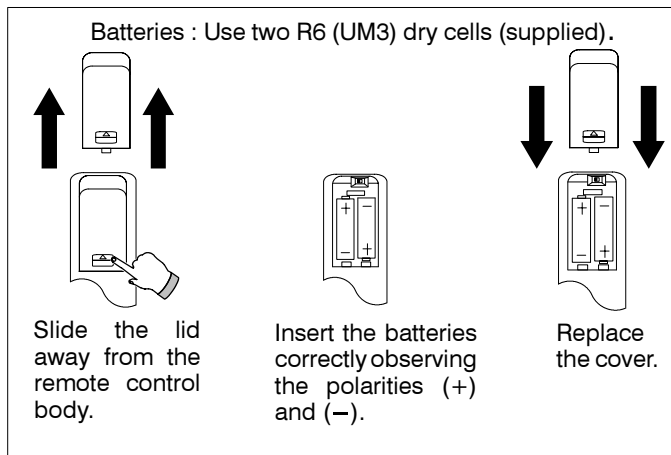 Batteries : Use two R6 (UM3) dry cells (supplied).
+ −
− +
+ −
− +
Slide the lid
away from the
remote control
body.
Insert the batteries
correctly observing
the polarities (+)
and (−).
Replace
the cover.